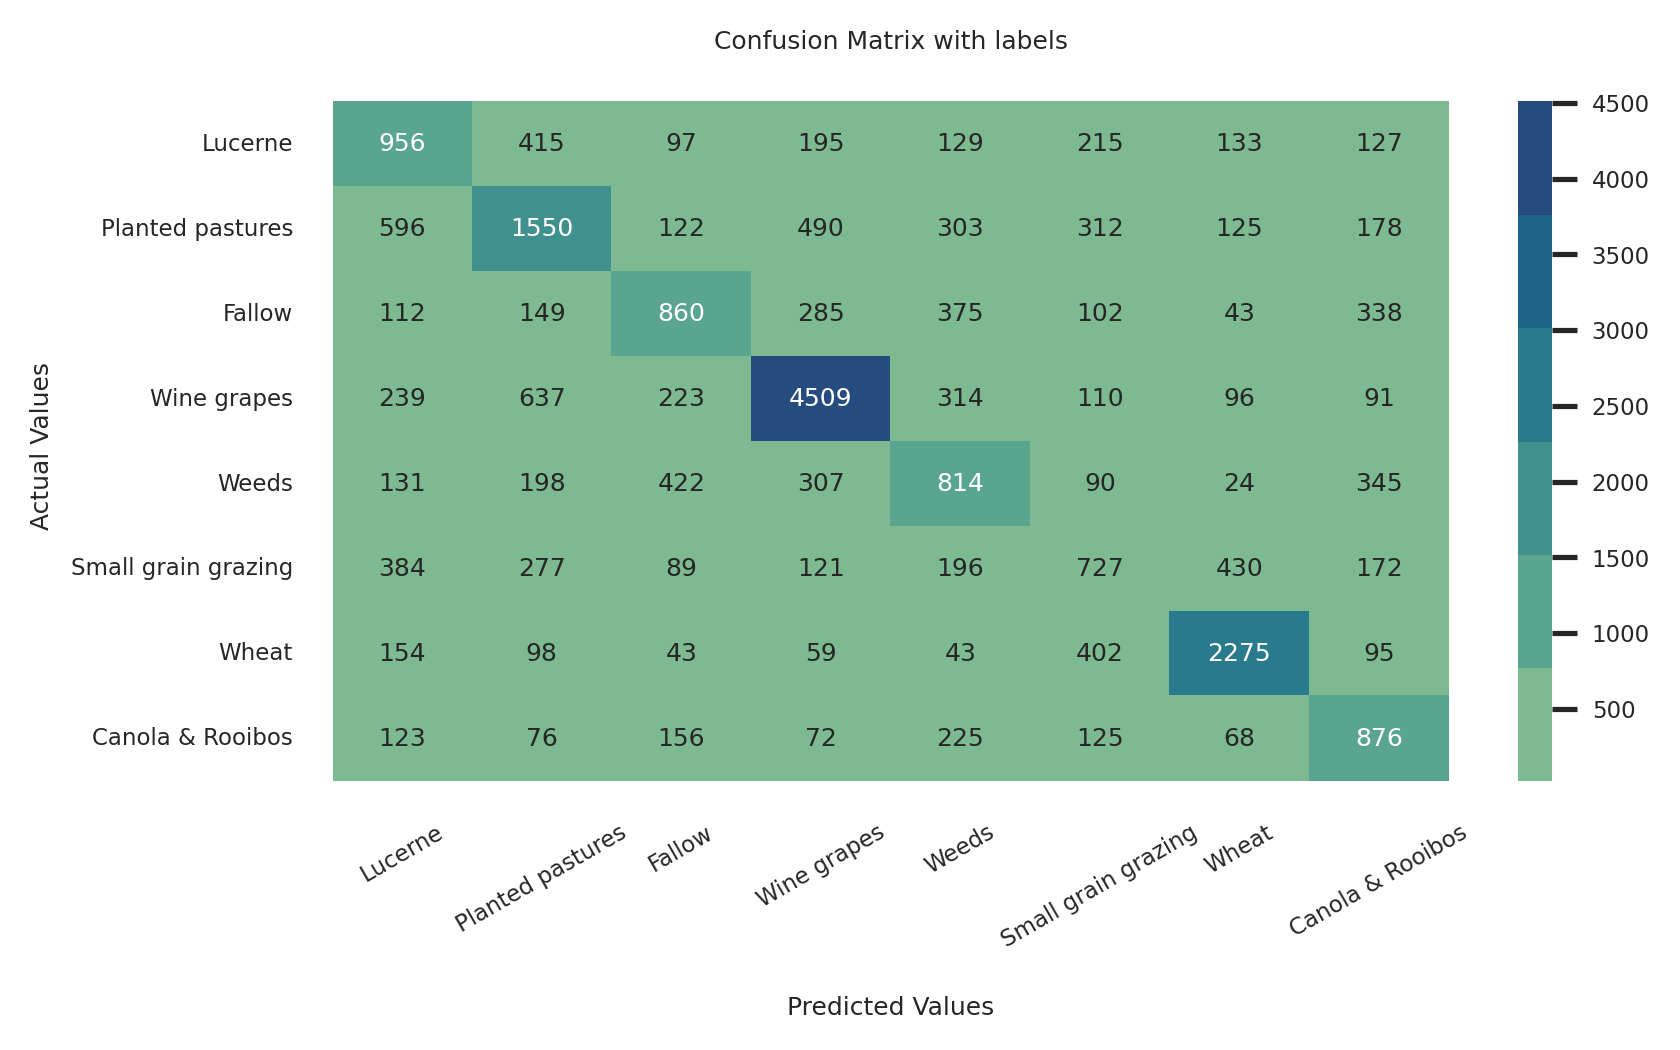 Confusion Matrix with labels
Actual Values
Lucerne 956 415 97 195 129 215 133 127
Planted pastures 596 1550 122 490 303 312 125 178
Fallow 112 149 860 285 375 102 43 338
Wine grapes 239 637 223 4509 314 110 96 91
Weeds 131 198 422 307 814 90 24 345
Small grain grazing 384 277 89 121 196 727 430 172
Wheat 154 98 43 59 43 402 2275 95
Canola & Rooibos 123 76 156 72 225 125 68 876
Lucerne Planted pastures Fallow Wine grapes Weeds Small grain grazing Wheat Canola & Rooibos
Predicted Values
4500
4000
3500
3000
2500
2000
1500
1000
500